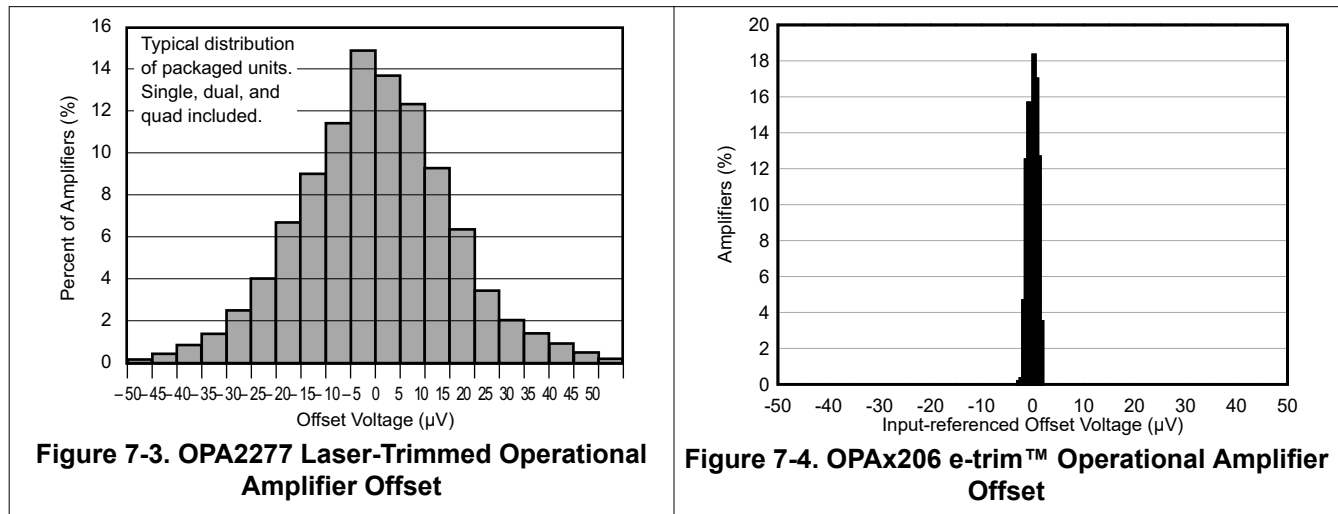 16
14
12
10
8
6
4
2
0
Percent of Amplifiers (%)
Typical distribution
of packaged units.
Single, dual, and
quad included.
–50 –45 –40 –35 –30 –25 –20 –15 –10 –5 0 5 10 15 20 25 30 35 40 45 50
Offset Voltage (µV)
Figure 7-3. OPA2277 Laser-Trimmed Operational
Amplifier Offset
20
18
16
14
12
10
8
6
4
2
0
Amplifiers (%)
-50 -40 -30 -20 -10 0 10 20 30 40 50
Input-referenced Offset Voltage (µV)
Figure 7-4. OPAx206 e-trim™ Operational Amplifier
Offset